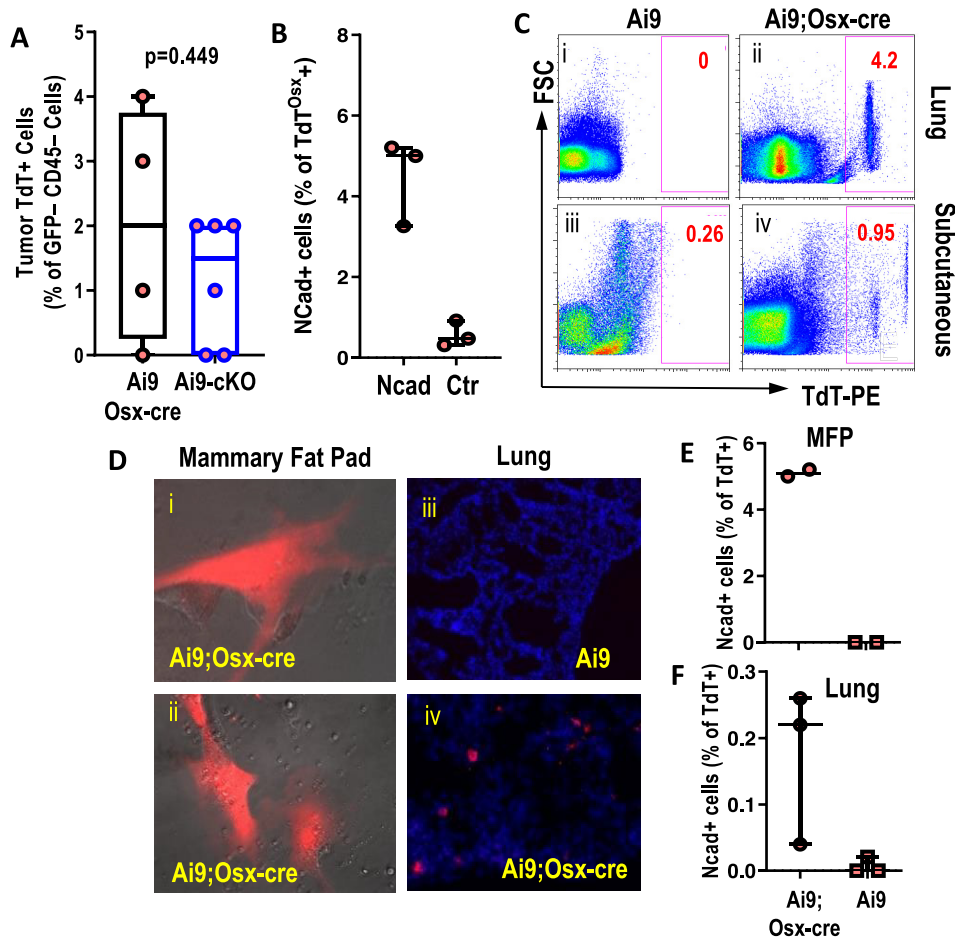 A
p=0.449
Tumor TdT+ Cells
(% of GFP– CD45– Cells)
5
4
3
2
1
0
Ai9
Osx-cre
Ai9-cKO
B
NCad+ cells (% of TdT^Osx+)
8
6
4
2
0
Ncad
Ctr
C
Ai9
Ai9;Osx-cre
FSC
i
0
ii
4.2
Lung
iii
0.26
iv
0.95
Subcutaneous
TdT-PE
D
Mammary Fat Pad
Lung
i
Ai9;Osx-cre
iii
Ai9
ii
Ai9;Osx-cre
iv
Ai9;Osx-cre
E
MFP
Ncad+ cells (% of TdT+)
6
4
2
0
F
Lung
Ncad+ cells (% of TdT+)
0.3
0.2
0.1
0.0
Ai9;
Osx-cre
Ai9